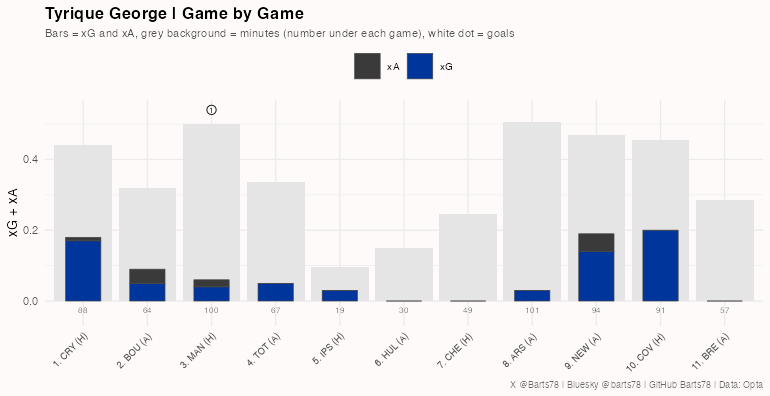 Tyrique George | Game by Game
Bars = xG and xA, grey background = minutes (number under each game), white dot = goals
xA xG
1
xG + xA
0.4
0.2
0.0
88 64 100 67 19 30 49 101 94 91 57
1. CRY (H) 2. BOU (A) 3. MAN (H) 4. TOT (A) 5. IPS (H) 6. HUL (A) 7. CHE (H) 8. ARS (A) 9. NEW (A) 10. COV (H) 11. BRE (A)
X @Barts78 | Bluesky @barts78 | GitHub Barts78 | Data: Opta